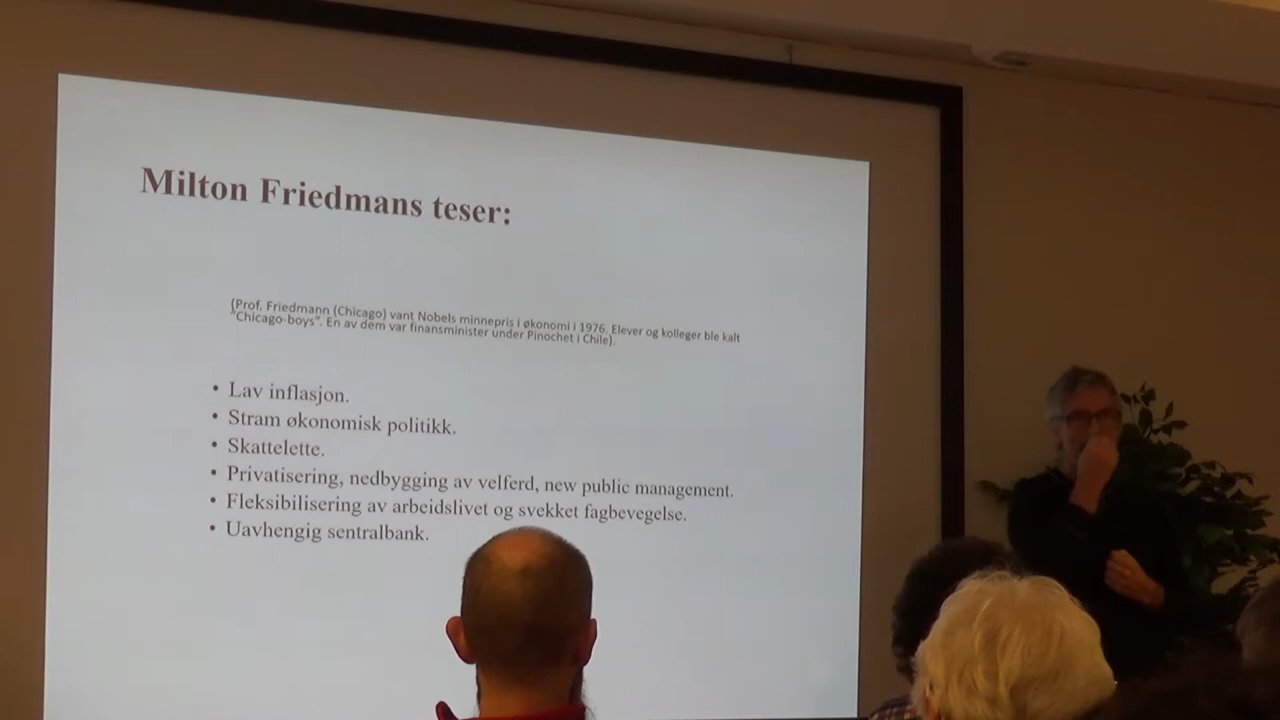 Milton Friedmans teser:
(Prof. Friedmann (Chicago) vant Nobels minnepris i økonomi i 1976. Elever og kolleger ble kalt
"Chicago-boys". En av dem var finansminister under Pinochet i Chile).
• Lav inflasjon.
• Stram økonomisk politikk.
• Skattelette.
• Privatisering, nedbygging av velferd, new public management.
• Fleksibilisering av arbeidslivet og svekket fagbevegelse.
• Uavhengig sentralbank.